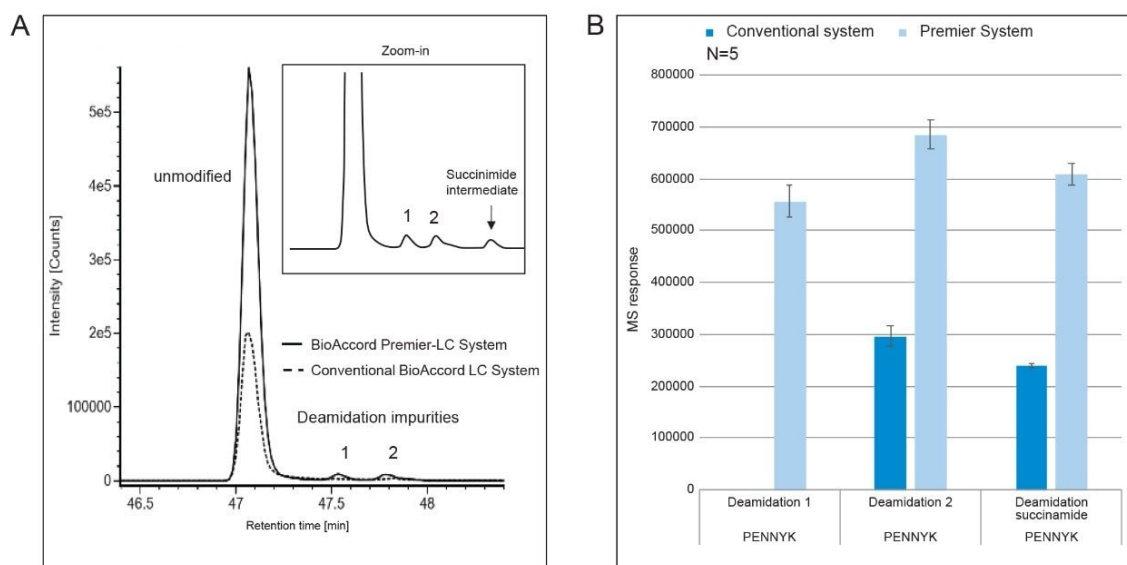 A
Zoom-in
5e5
4e5
3e5
2e5
100000
0
Intensity [Counts]
unmodified
Succinimide
intermediate
1 2
BioAccord Premier-LC System
Conventional BioAccord LC System
Deamidation impurities
1 2
46.5 47 47.5 48
Retention time [min]
B
Conventional system Premier System
N=5
800000
700000
600000
500000
400000
300000
200000
100000
0
MS response
Deamidation 1 Deamidation 2 Deamidation
succinamide
PENNYK PENNYK PENNYK